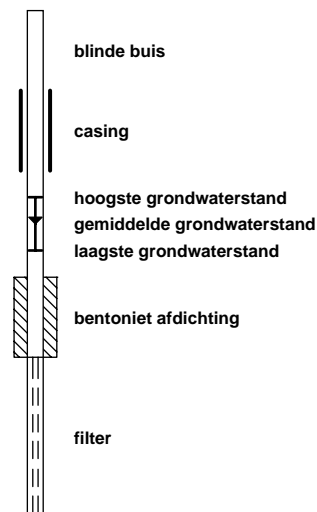 blinde buis
casing
hoogste grondwaterstand
gemiddelde grondwaterstand
laagste grondwaterstand
bentoniet afdichting
filter